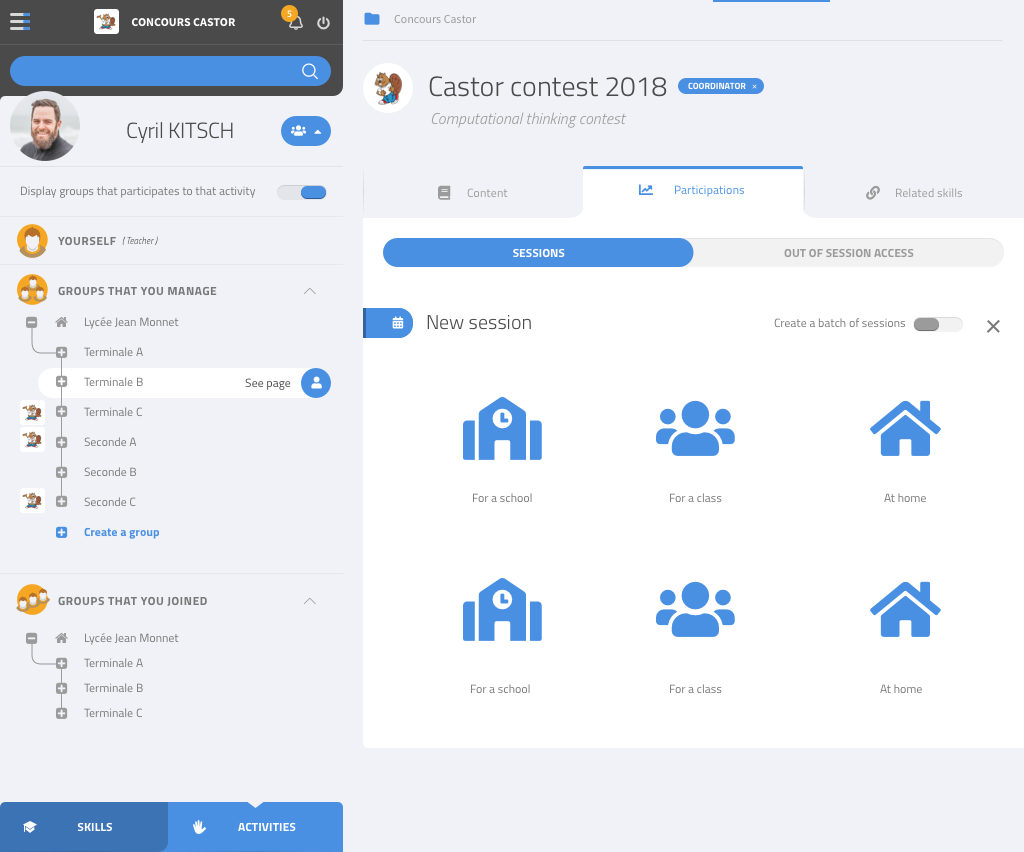 CONCOURS CASTOR
5
Cyril KITSCH
Display groups that participates to that activity
YOURSELF (Teacher)
GROUPS THAT YOU MANAGE
Lycée Jean Monnet
Terminale A
Terminale B See page
Terminale C
Seconde A
Seconde B
Seconde C
Create a group
GROUPS THAT YOU JOINED
Lycée Jean Monnet
Terminale A
Terminale B
Terminale C
SKILLS ACTIVITIES
Concours Castor
Castor contest 2018 COORDINATOR ×
Computational thinking contest
Content Participations Related skills
SESSIONS OUT OF SESSION ACCESS
New session Create a batch of sessions
For a school For a class At home
For a school For a class At home